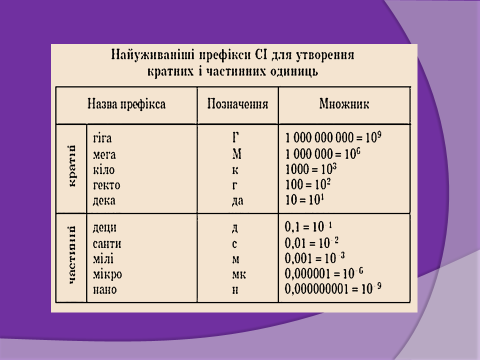 Найуживаніші префікси СІ для утворення
кратних і частинних одиниць
Назва префікса Позначення Множник
кратні
гіга Г 1 000 000 000 = 10⁹
мега М 1 000 000 = 10⁶
кіло к 1000 = 10³
гекто г 100 = 10²
дека да 10 = 10¹
частинні
деци д 0,1 = 10⁻¹
санти с 0,01 = 10⁻²
мілі м 0,001 = 10⁻³
мікро мк 0,000001 = 10⁻⁶
нано н 0,000000001 = 10⁻⁹